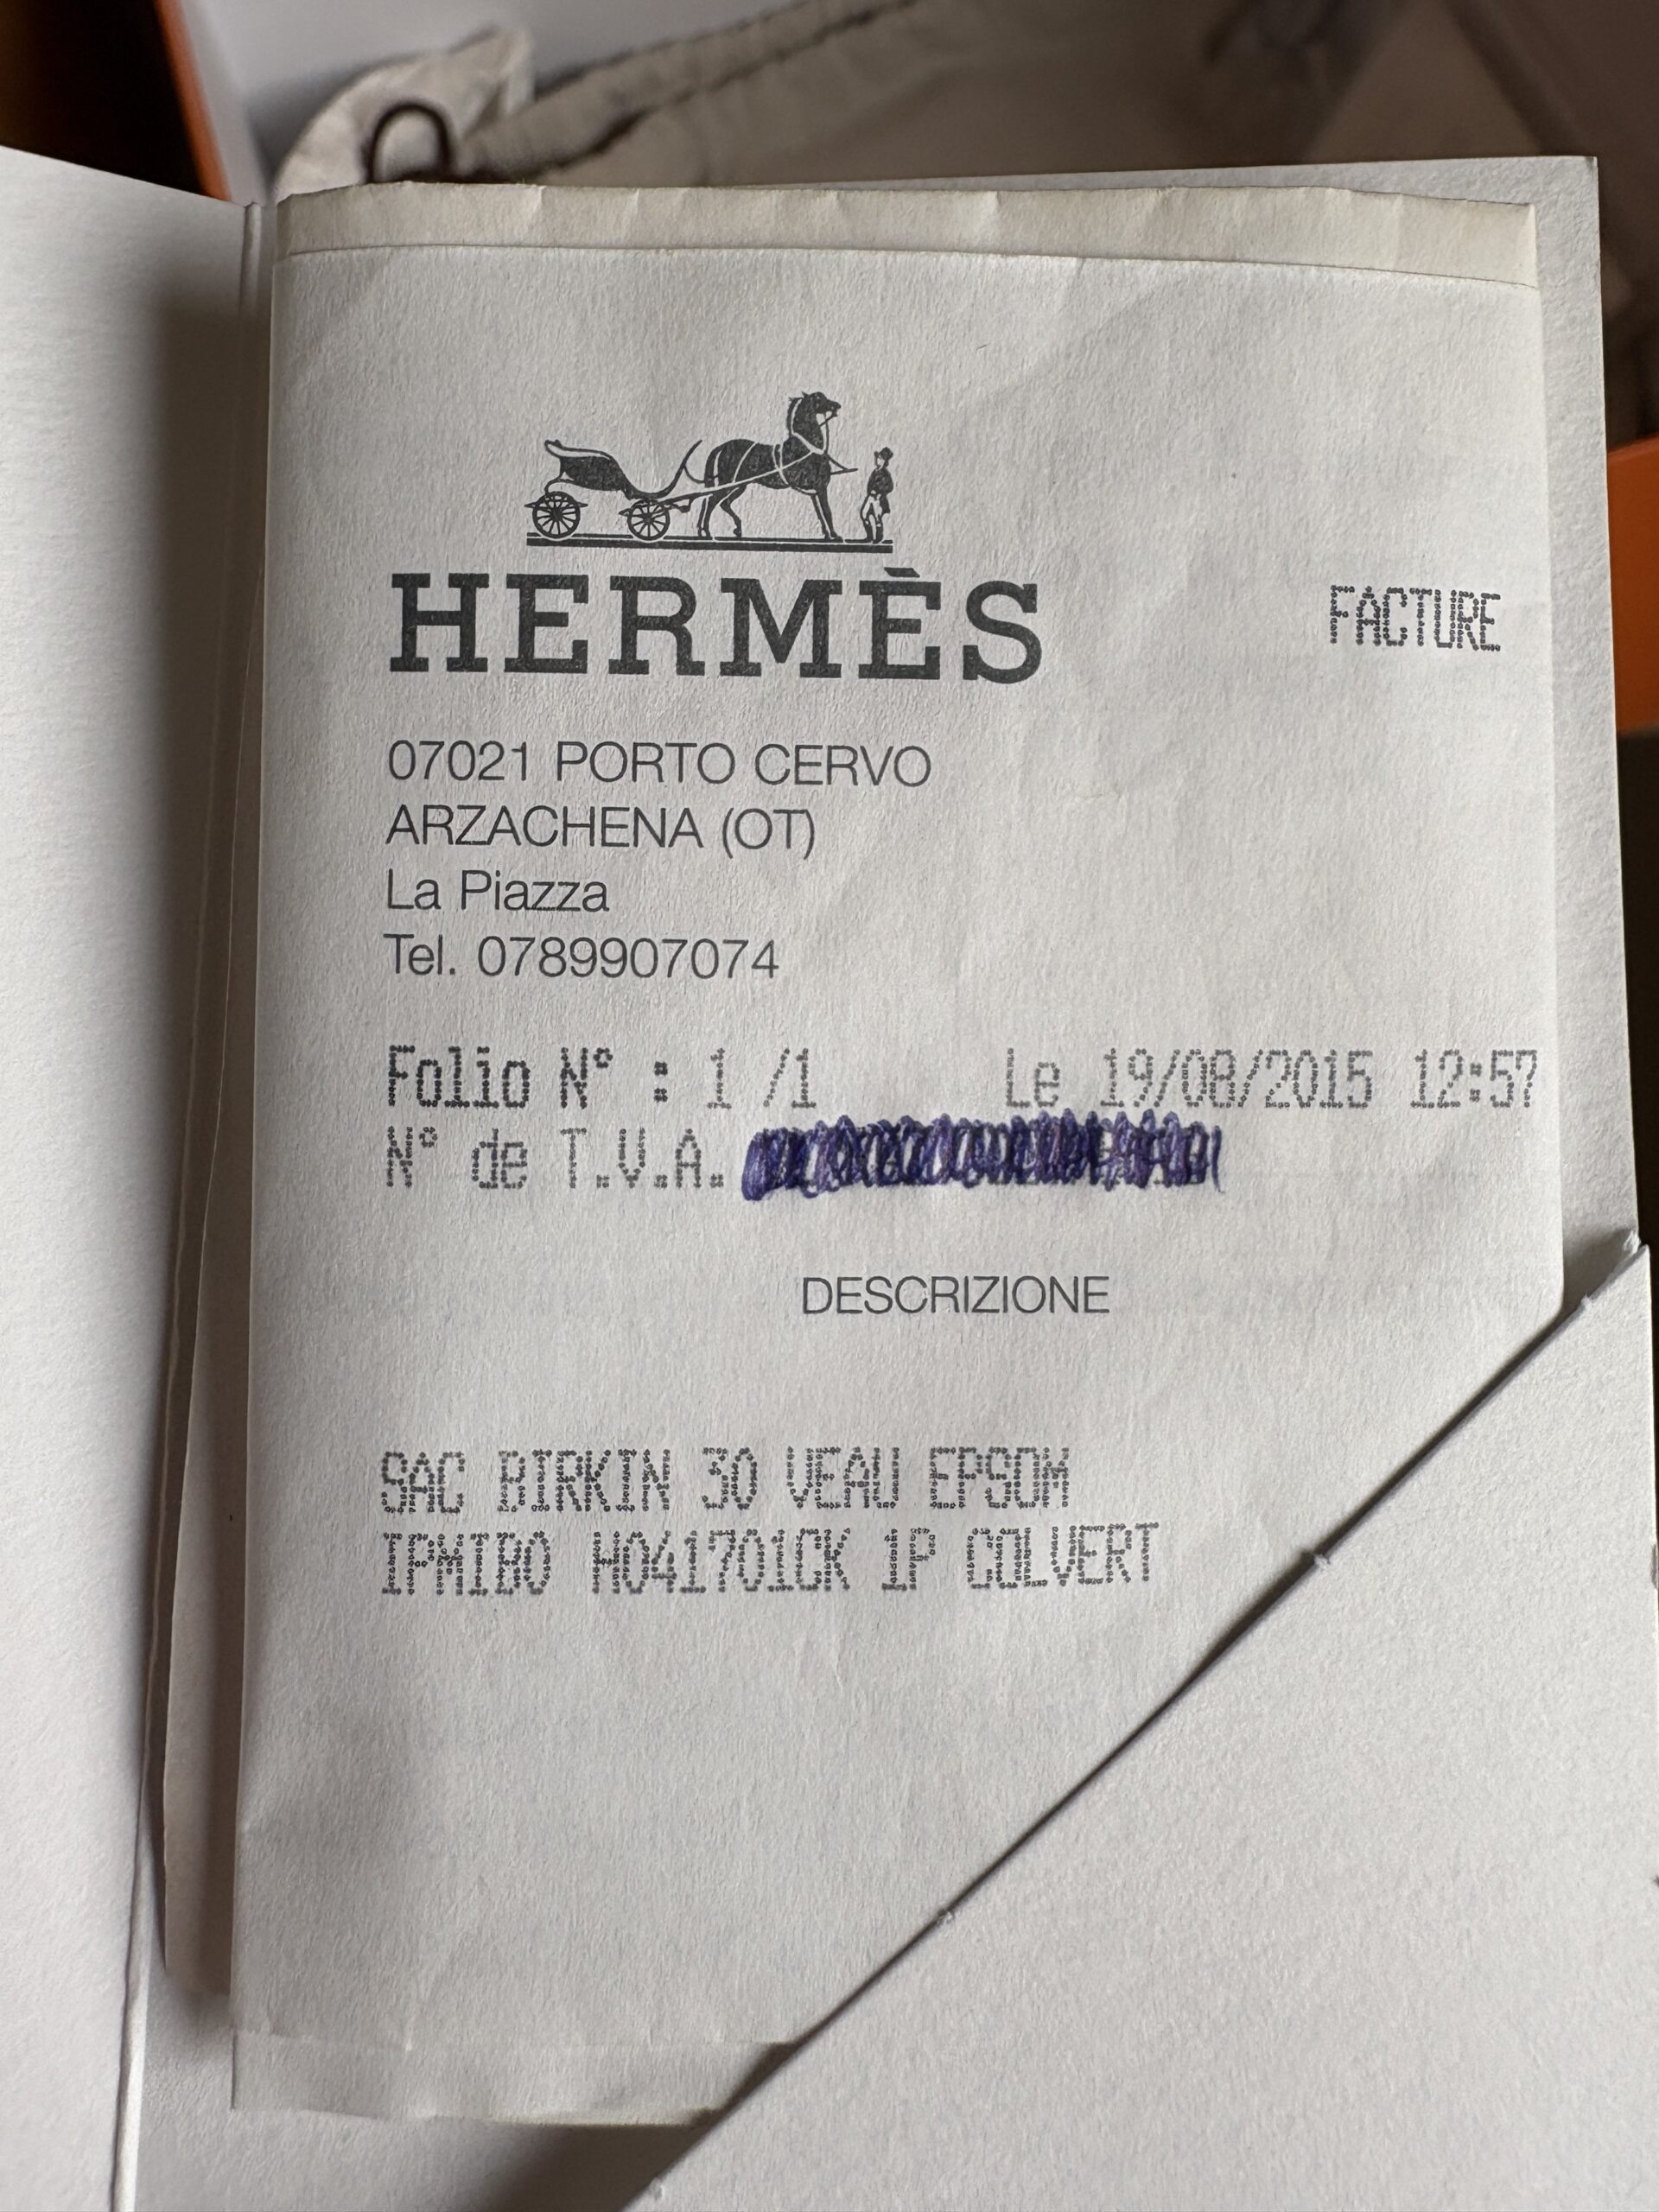 HERMÈS
FACTURE
07021 PORTO CERVO
ARZACHENA (OT)
La Piazza
Tel. 0789907074
Folio N° : 1 /1 Le 19/08/2015 12:57
N° de T.V.A.
DESCRIZIONE
SAC BIRKIN 30 JEAN EPSOM